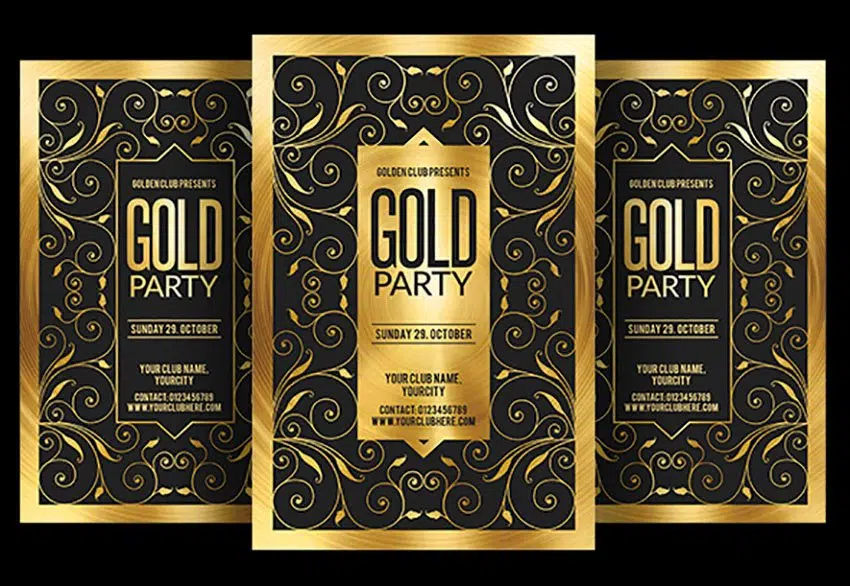 GOLDEN CLUB PRESENTS
GOLD
PARTY
SUNDAY 29. OCTOBER
YOUR CLUB NAME,
YOURCITY
CONTACT: 0123456789
WWW.YOURCLUBHERE.COM
GOLDEN CLUB PRESENTS
GOLD
PARTY
SUNDAY 29. OCTOBER
YOUR CLUB NAME,
YOURCITY
CONTACT: 0123456789
WWW.YOURCLUBHERE.COM
GOLDEN CLUB PRESENTS
GOLD
PARTY
SUNDAY 29. OCTOBER
YOUR CLUB NAME,
YOURCITY
CONTACT: 0123456789
WWW.YOURCLUBHERE.COM